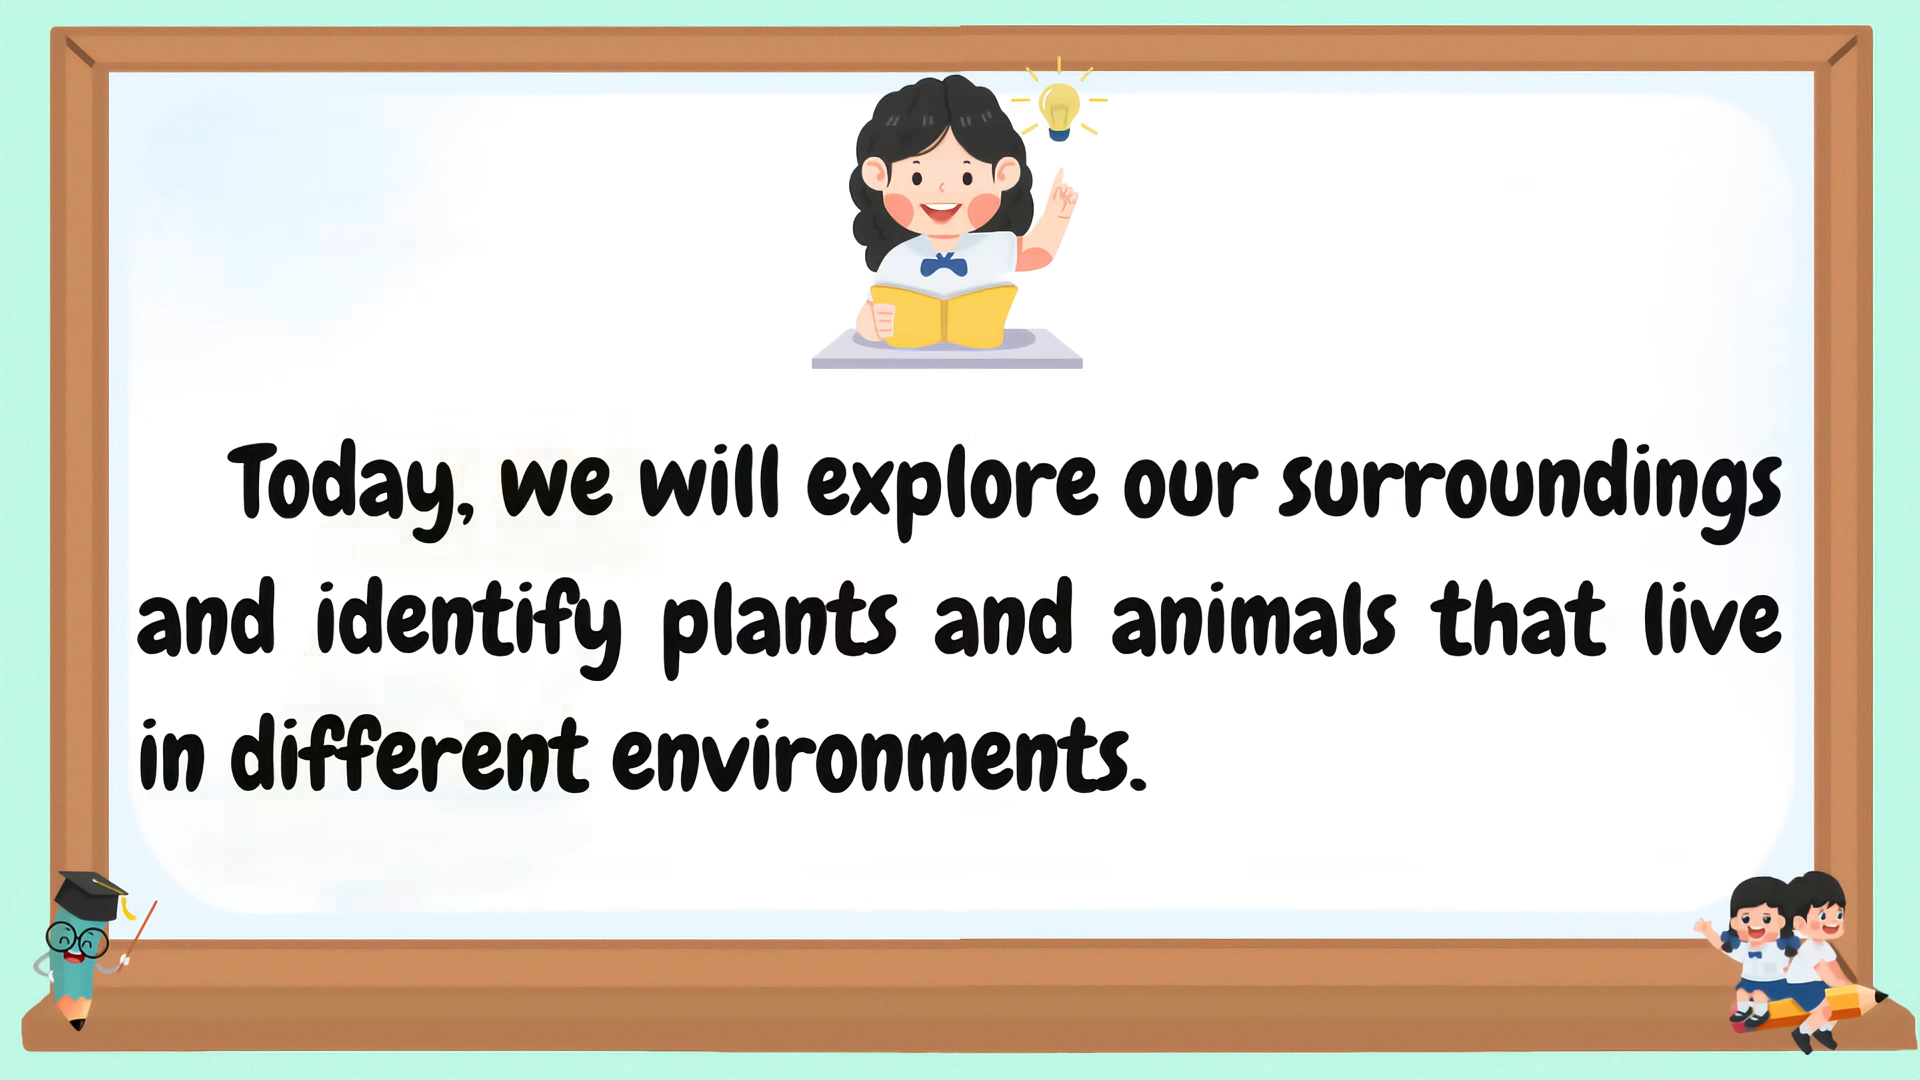 Today, we will explore our surroundings
and identify plants and animals that live
in different environments.